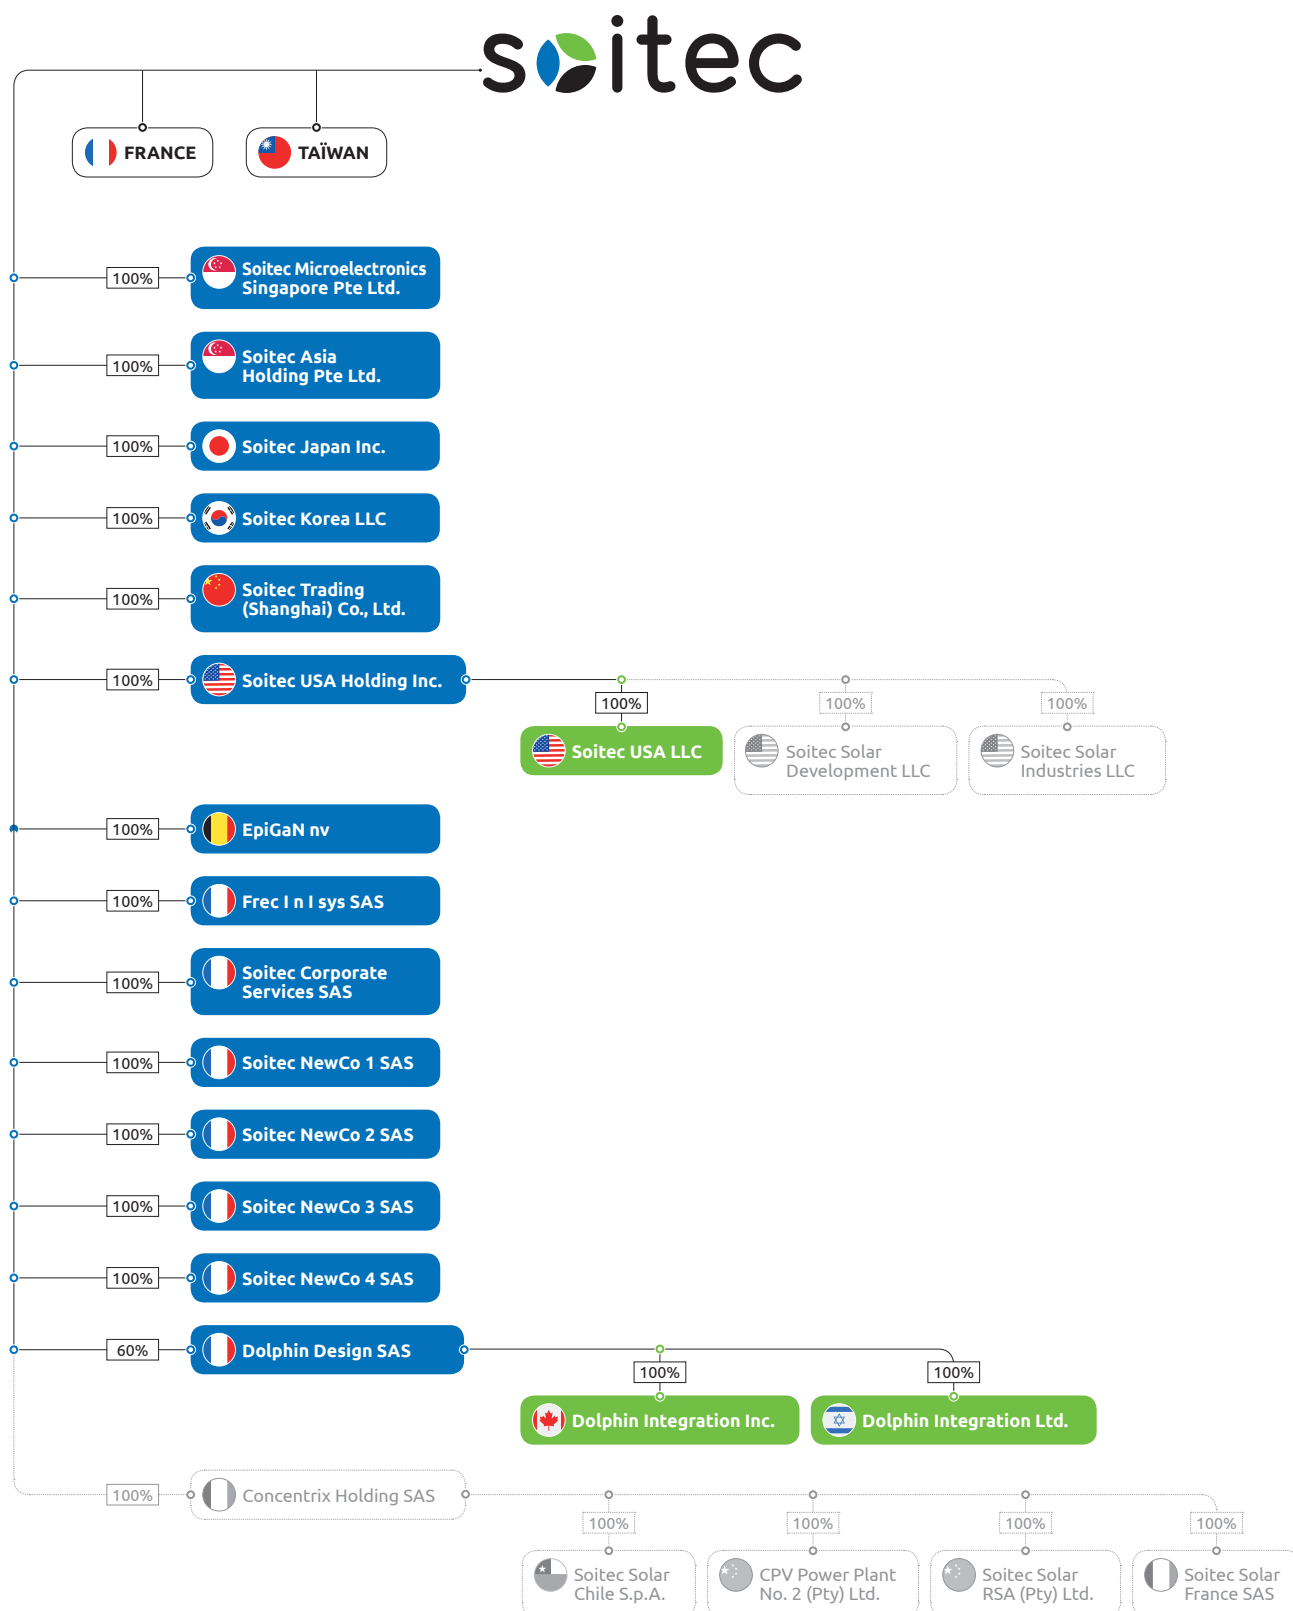 soitec
FRANCE
TAÏWAN
100%
Soitec Microelectronics
Singapore Pte Ltd.
100%
Soitec Asia
Holding Pte Ltd.
100%
Soitec Japan Inc.
100%
Soitec Korea LLC
100%
Soitec Trading
(Shanghai) Co., Ltd.
100%
Soitec USA Holding Inc.
100%
Soitec USA LLC
100%
Soitec Solar
Development LLC
100%
Soitec Solar
Industries LLC
100%
EpiGaN nv
100%
Frec I n I sys SAS
100%
Soitec Corporate
Services SAS
100%
Soitec NewCo 1 SAS
100%
Soitec NewCo 2 SAS
100%
Soitec NewCo 3 SAS
100%
Soitec NewCo 4 SAS
60%
Dolphin Design SAS
100%
Dolphin Integration Inc.
100%
Dolphin Integration Ltd.
100%
Concentrix Holding SAS
100%
Soitec Solar
Chile S.p.A.
100%
CPV Power Plant
No. 2 (Pty) Ltd.
100%
Soitec Solar
RSA (Pty) Ltd.
100%
Soitec Solar
France SAS